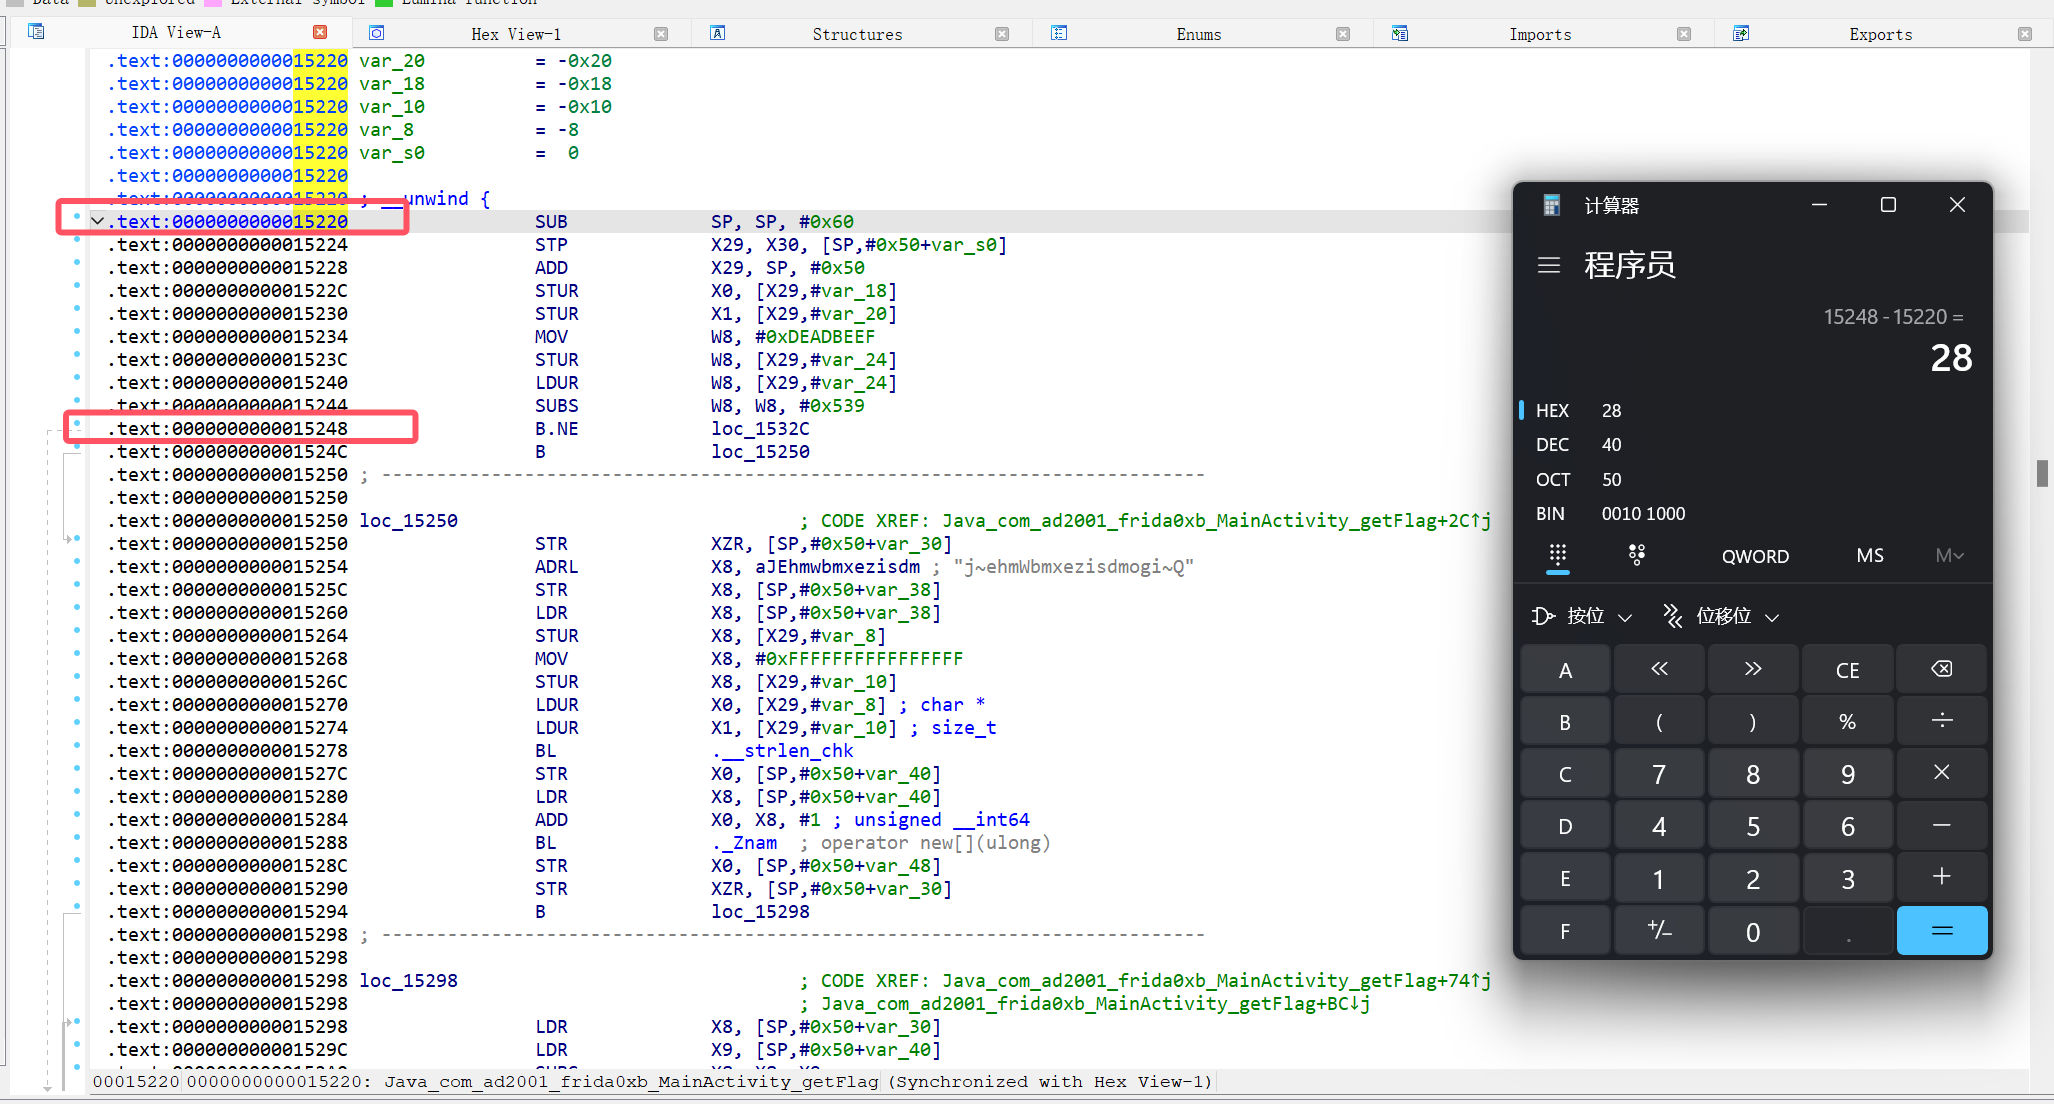 Data Unexplored External symbol Lumina function
IDA View-A Hex View-1 Structures Enums Imports Exports
.text:0000000000015220 var_20 = -0x20
.text:0000000000015220 var_18 = -0x18
.text:0000000000015220 var_10 = -0x10
.text:0000000000015220 var_8 = -8
.text:0000000000015220 var_s0 = 0
.text:0000000000015220
.text:0000000000015220 ; __unwind {
.text:0000000000015220 SUB SP, SP, #0x60
.text:0000000000015224 STP X29, X30, [SP,#0x50+var_s0]
.text:0000000000015228 ADD X29, SP, #0x50
.text:000000000001522C STUR X0, [X29,#var_18]
.text:0000000000015230 STUR X1, [X29,#var_20]
.text:0000000000015234 MOV W8, #0xDEADBEEF
.text:000000000001523C STUR W8, [X29,#var_24]
.text:0000000000015240 LDUR W8, [X29,#var_24]
.text:0000000000015244 SUBS W8, W8, #0x539
.text:0000000000015248 B.NE loc_1532C
.text:000000000001524C B loc_15250
.text:0000000000015250 ; ---------------------------------------------------------------------------
.text:0000000000015250
.text:0000000000015250 loc_15250 ; CODE XREF: Java_com_ad2001_frida0xb_MainActivity_getFlag+2C↑j
.text:0000000000015250 STR XZR, [SP,#0x50+var_30]
.text:0000000000015254 ADRL X8, aJEhmwbmxezisdm ; "j~ehmWbmxezisdmogi~Q"
.text:000000000001525C STR X8, [SP,#0x50+var_38]
.text:0000000000015260 LDR X8, [SP,#0x50+var_38]
.text:0000000000015264 STUR X8, [X29,#var_8]
.text:0000000000015268 MOV X8, #0xFFFFFFFFFFFFFFFF
.text:000000000001526C STUR X8, [X29,#var_10]
.text:0000000000015270 LDUR X0, [X29,#var_8] ; char *
.text:0000000000015274 LDUR X1, [X29,#var_10] ; size_t
.text:0000000000015278 BL .__strlen_chk
.text:000000000001527C STR X0, [SP,#0x50+var_40]
.text:0000000000015280 LDR X8, [SP,#0x50+var_40]
.text:0000000000015284 ADD X0, X8, #1 ; unsigned __int64
.text:0000000000015288 BL ._Znam ; operator new[](ulong)
.text:000000000001528C STR X0, [SP,#0x50+var_48]
.text:0000000000015290 STR XZR, [SP,#0x50+var_30]
.text:0000000000015294 B loc_15298
.text:0000000000015298 ; ---------------------------------------------------------------------------
.text:0000000000015298
.text:0000000000015298 loc_15298 ; CODE XREF: Java_com_ad2001_frida0xb_MainActivity_getFlag+74↑j
.text:0000000000015298 ; Java_com_ad2001_frida0xb_MainActivity_getFlag+BC↓j
.text:0000000000015298 LDR X8, [SP,#0x50+var_30]
.text:000000000001529C LDR X9, [SP,#0x50+var_40]
00015220 0000000000015220: Java_com_ad2001_frida0xb_MainActivity_getFlag (Synchronized with Hex View-1)
计算器
程序员
15248 - 15220 =
28
HEX 28
DEC 40
OCT 50
BIN 0010 1000
QWORD MS M
按位 位移位
A << >> CE
B ( ) % ÷
C 7 8 9 ×
D 4 5 6 −
E 1 2 3 +
F +/− 0 . =